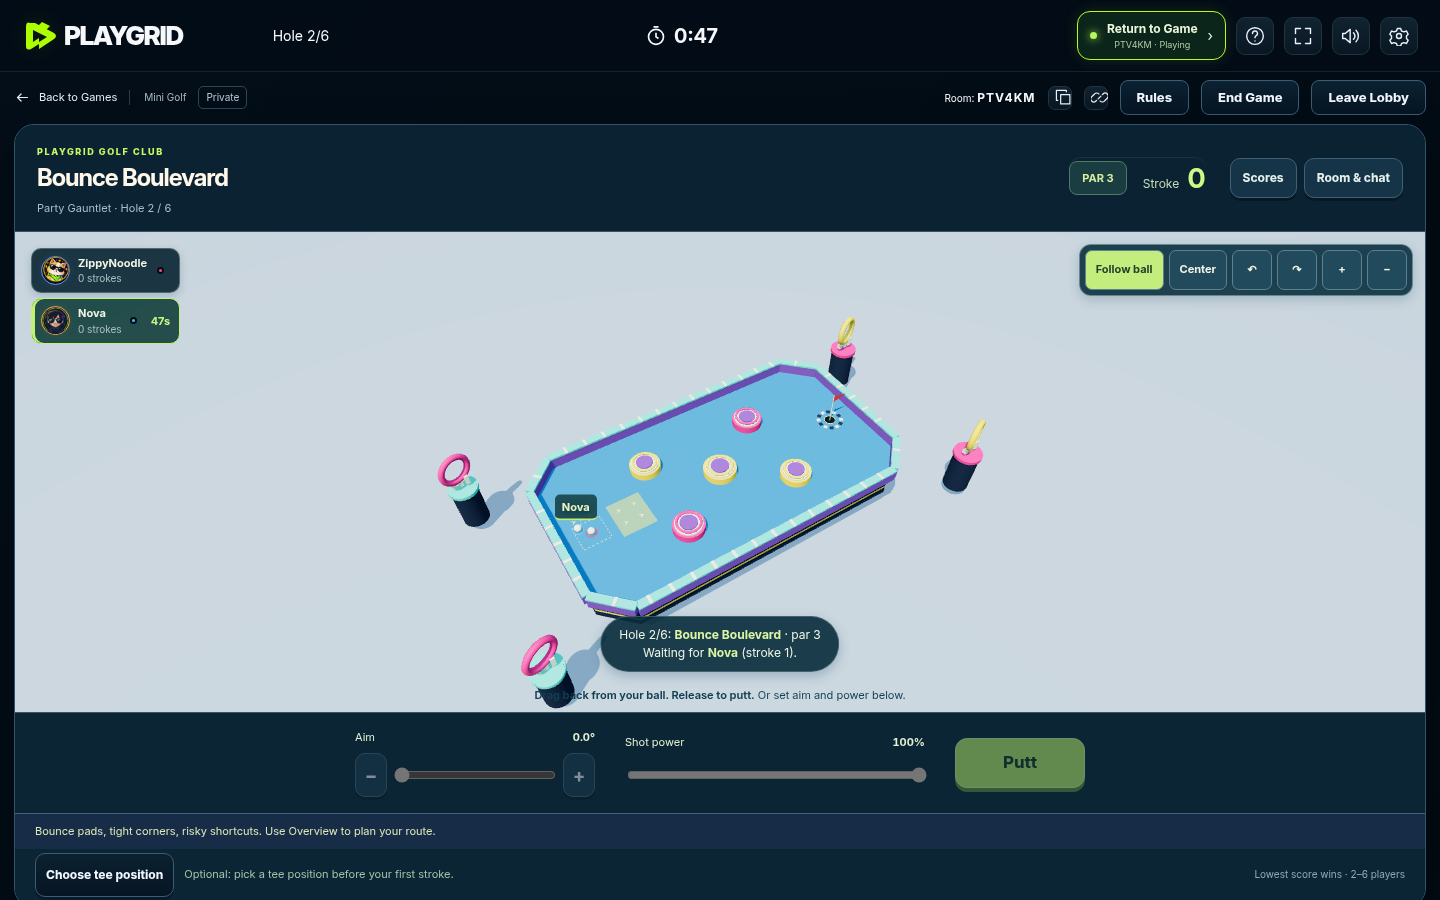 PLAYGRID
Hole 2/6
0:47
Return to Game
PTV4KM · Playing
Back to Games
Mini Golf
Private
Room: PTV4KM
Rules
End Game
Leave Lobby
PLAYGRID GOLF CLUB
Bounce Boulevard
Party Gauntlet · Hole 2 / 6
PAR 3
Stroke 0
Scores
Room & chat
ZippyNoodle
0 strokes
Nova
0 strokes
47s
Follow ball
Center
↶
↷
+
−
Nova
Hole 2/6: Bounce Boulevard · par 3
Waiting for Nova (stroke 1).
Drag back from your ball. Release to putt. Or set aim and power below.
Aim
0.0°
−
+
Shot power
100%
Putt
Bounce pads, tight corners, risky shortcuts. Use Overview to plan your route.
Choose tee position
Optional: pick a tee position before your first stroke.
Lowest score wins · 2–6 players